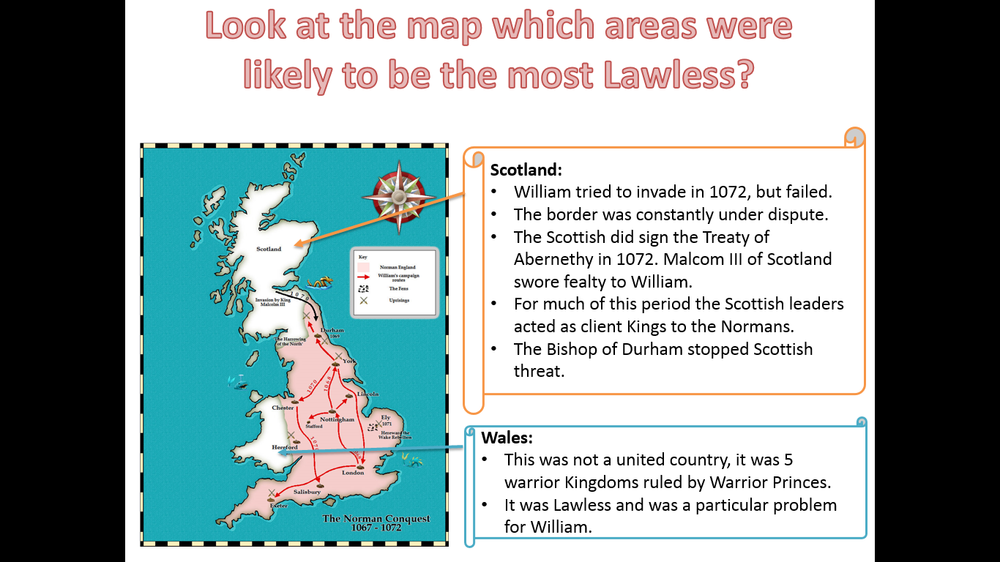 Look at the map which areas were
likely to be the most Lawless?
Scotland:
• William tried to invade in 1072, but failed.
• The border was constantly under dispute.
• The Scottish did sign the Treaty of
Abernethy in 1072. Malcom III of Scotland
swore fealty to William.
• For much of this period the Scottish leaders
acted as client Kings to the Normans.
• The Bishop of Durham stopped Scottish
threat.
Wales:
• This was not a united country, it was 5
warrior Kingdoms ruled by Warrior Princes.
• It was Lawless and was a particular problem
for William.
Scotland
Key
Norman England
William's campaign
routes
The Fens
Uprisings
1070
Invasion by King
Malcolm III
Durham
1069
'The Harrowing
of the North'
York
1070
1068
Lincoln
Chester
Nottingham
Stafford
Ely
1071
Hereward the
Wake Rebellion
Hereford
London
Salisbury
Exeter
The Norman Conquest
1067 - 1072